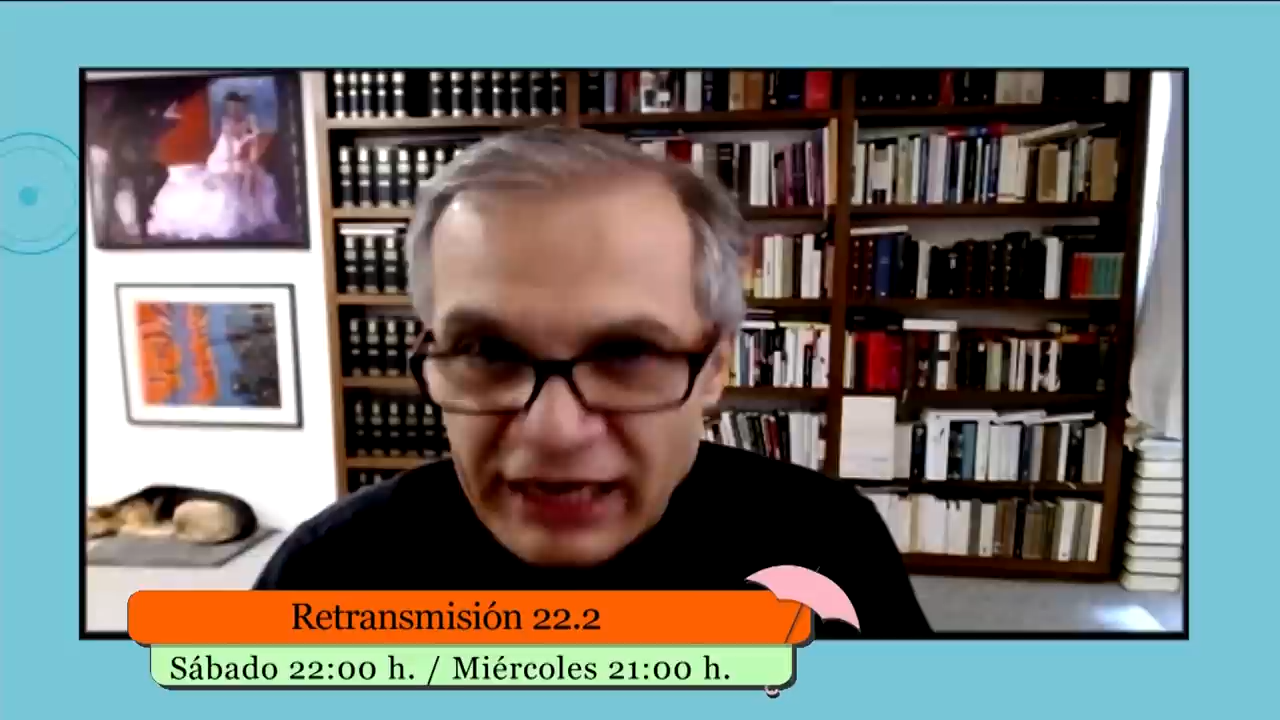 Retransmisión 22.2
Sábado 22:00 h. / Miércoles 21:00 h.